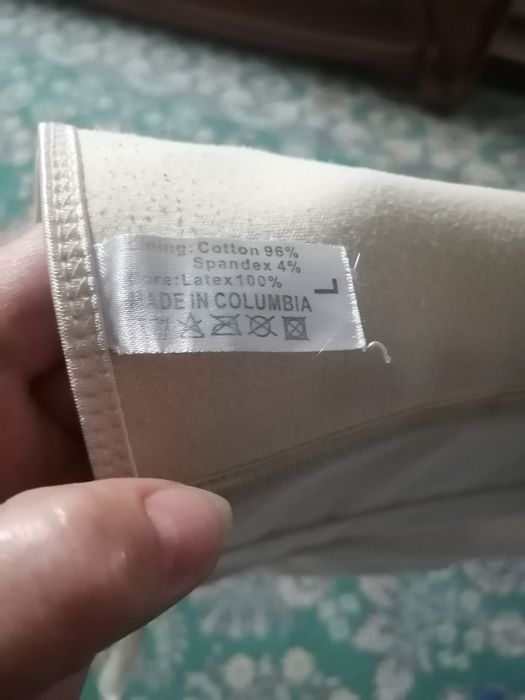 Cotton 96%
Spandex 4%
Latex100%
MADE IN COLUMBIA
L